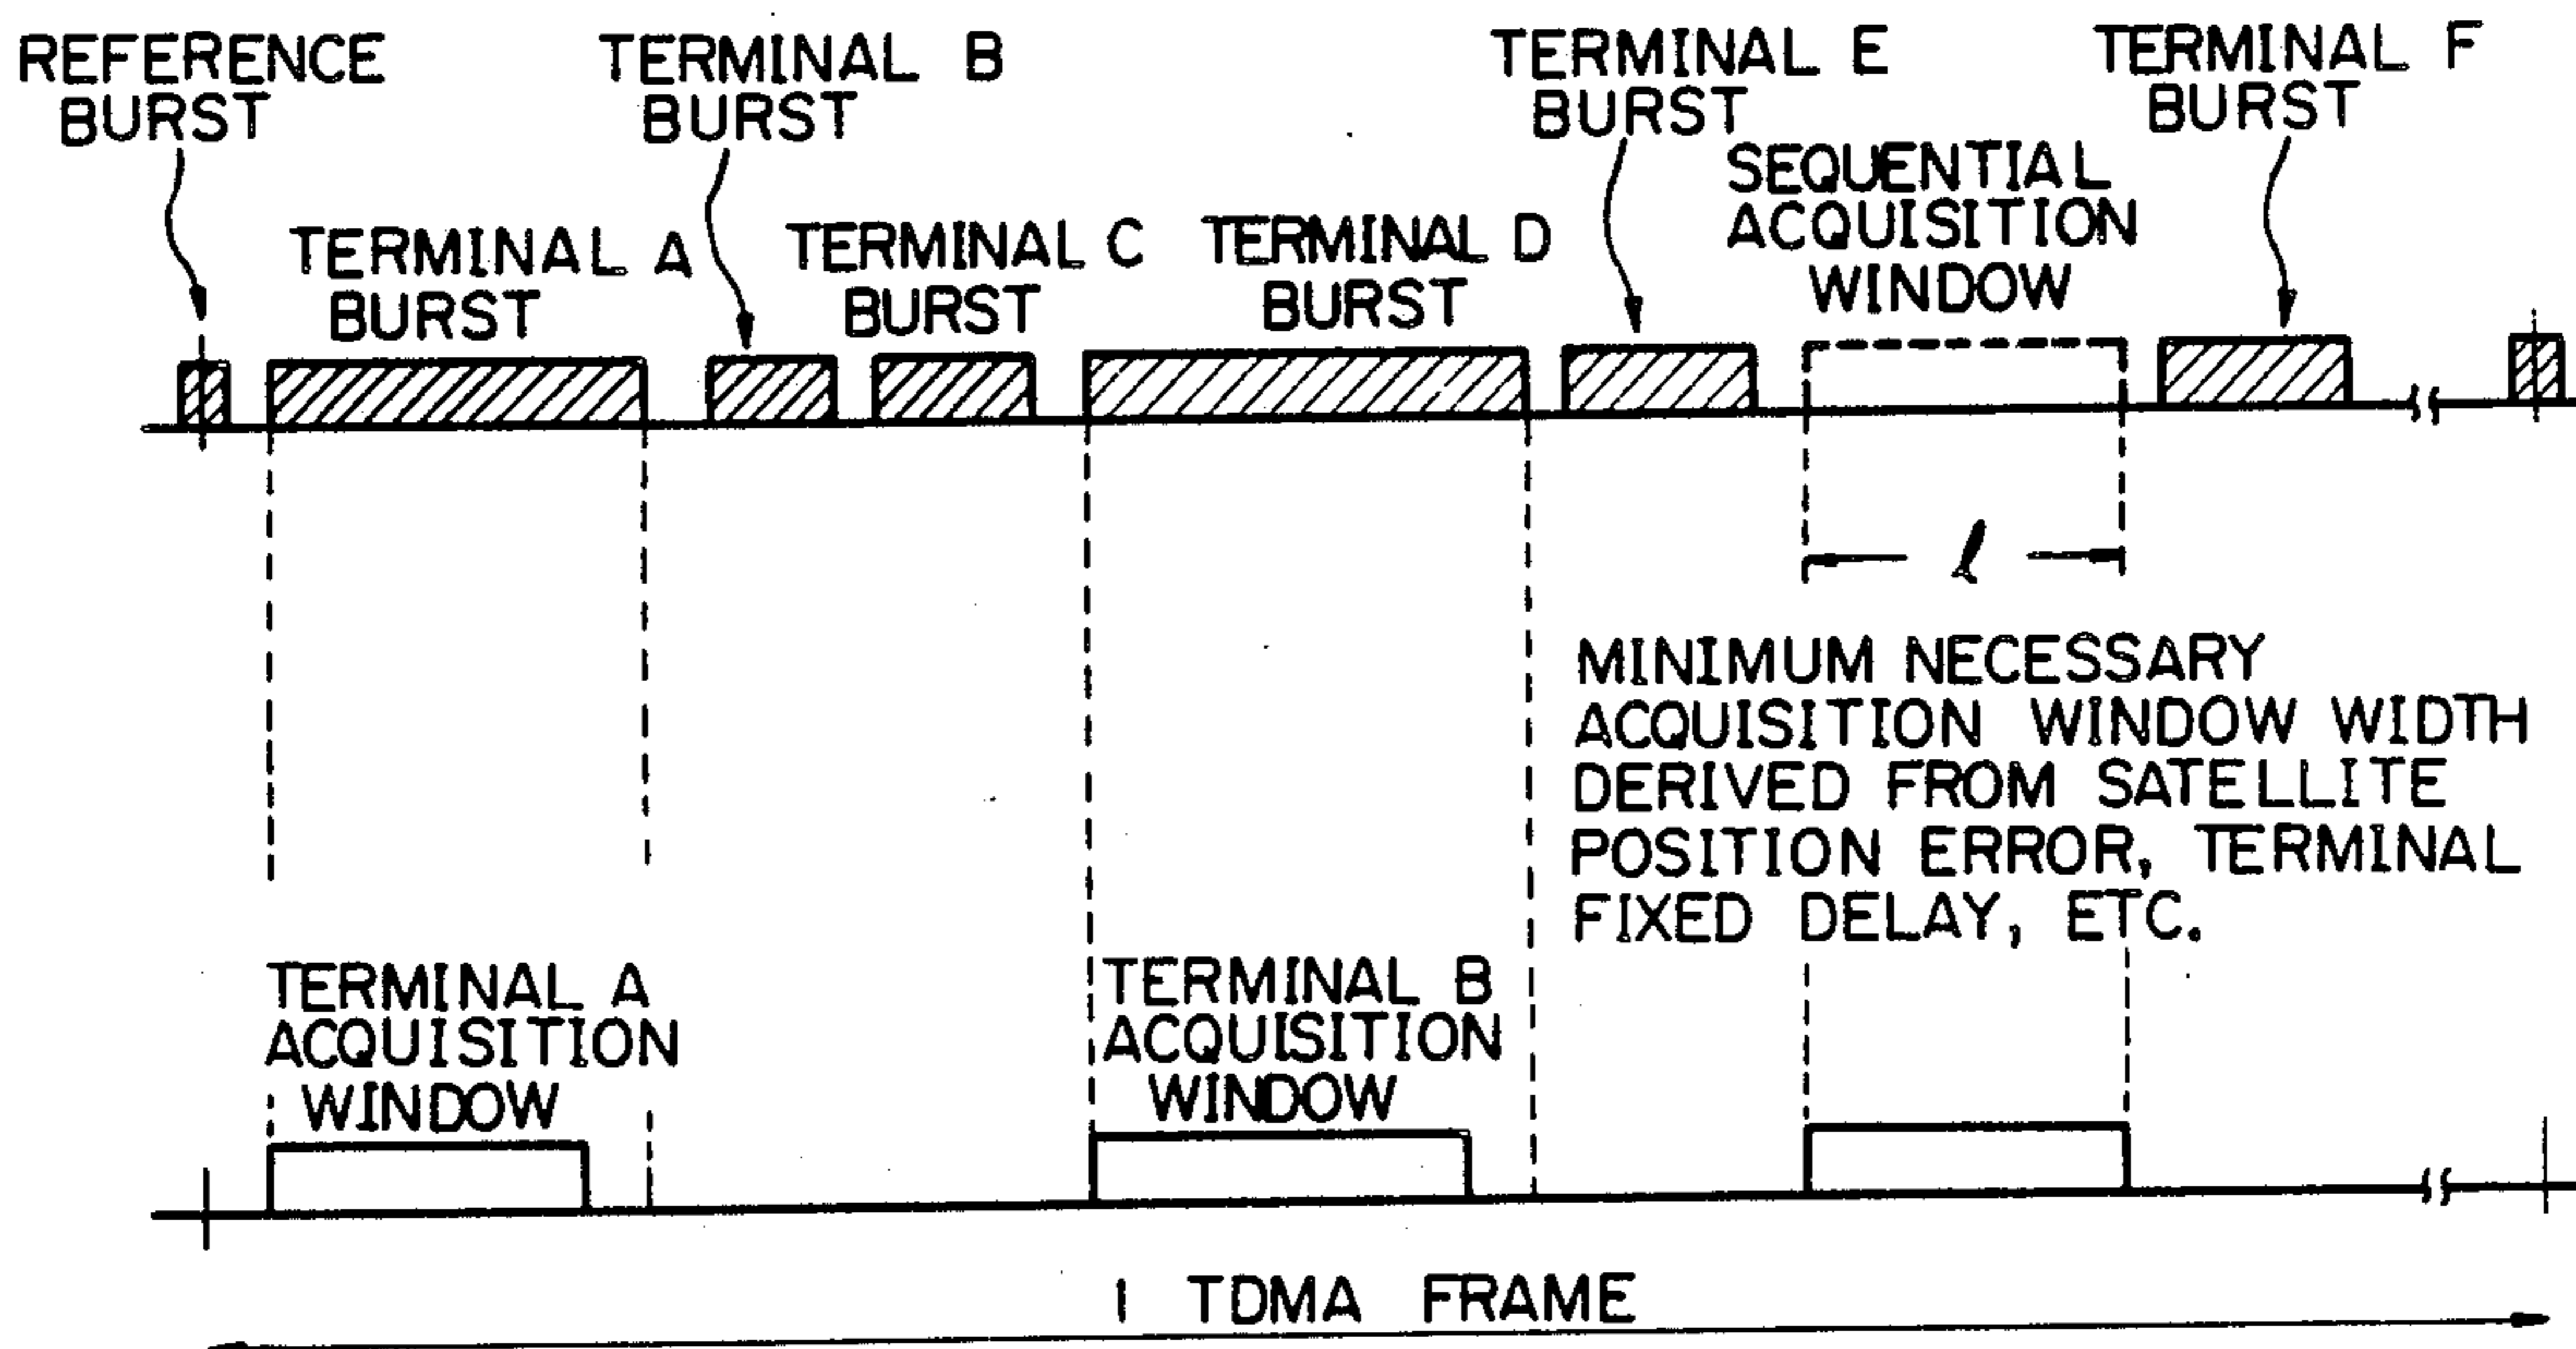 REFERENCE
BURST
TERMINAL B
BURST
TERMINAL E
BURST
TERMINAL F
BURST
SEQUENTIAL
ACQUISITION
WINDOW
TERMINAL A
BURST
TERMINAL C
BURST
TERMINAL D
BURST
l
MINIMUM NECESSARY
ACQUISITION WINDOW WIDTH
DERIVED FROM SATELLITE
POSITION ERROR, TERMINAL
FIXED DELAY, ETC.
TERMINAL A
ACQUISITION
WINDOW
TERMINAL B
ACQUISITION
WINDOW
1 TDMA FRAME